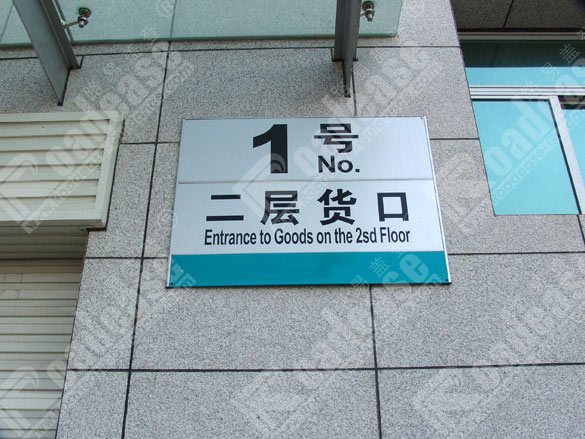 1号
No.
二层货口
Entrance to Goods on the 2sd Floor